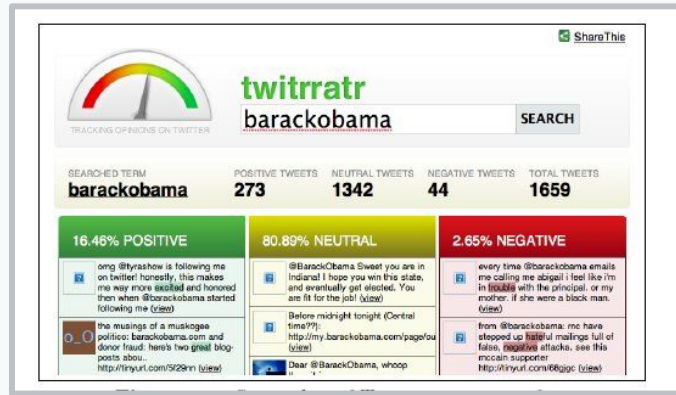 ShareThis
twitrratr
barackobama
SEARCH
TRACKING OPINIONS ON TWITTER
SEARCHED TERM
barackobama
POSITIVE TWEETS
273
NEUTRAL TWEETS
1342
NEGATIVE TWEETS
44
TOTAL TWEETS
1659
16.46% POSITIVE
omg @tyrashow is following me
on twitter! honestly, this makes
me way more excited and honored
then when @barackobama started
following me (view)
the musings of a muskogee
politico: barackobama.com and
donor fraud: here's two great blog-
posts abou..
http://tinyurl.com/5f29nn (view)
80.89% NEUTRAL
@BarackObama Sweet you are in
Indiana! I hope you win this state,
and eventually get elected. You
are fit for the job! (view)
Before midnight tonight (Central
time??):
http://my.barackobama.com/page/ou
(view)
Dear @BarackObama, whoop
2.65% NEGATIVE
every time @barackobama emails
me calling me abigail i feel like i'm
in trouble with the principal. or my
mother. if she were a black man.
(view)
from @barackobama: rnc have
stepped up hateful mailings full of
false, negative attacks. see this
mccain supporter
http://tinyurl.com/68gjgc (view)